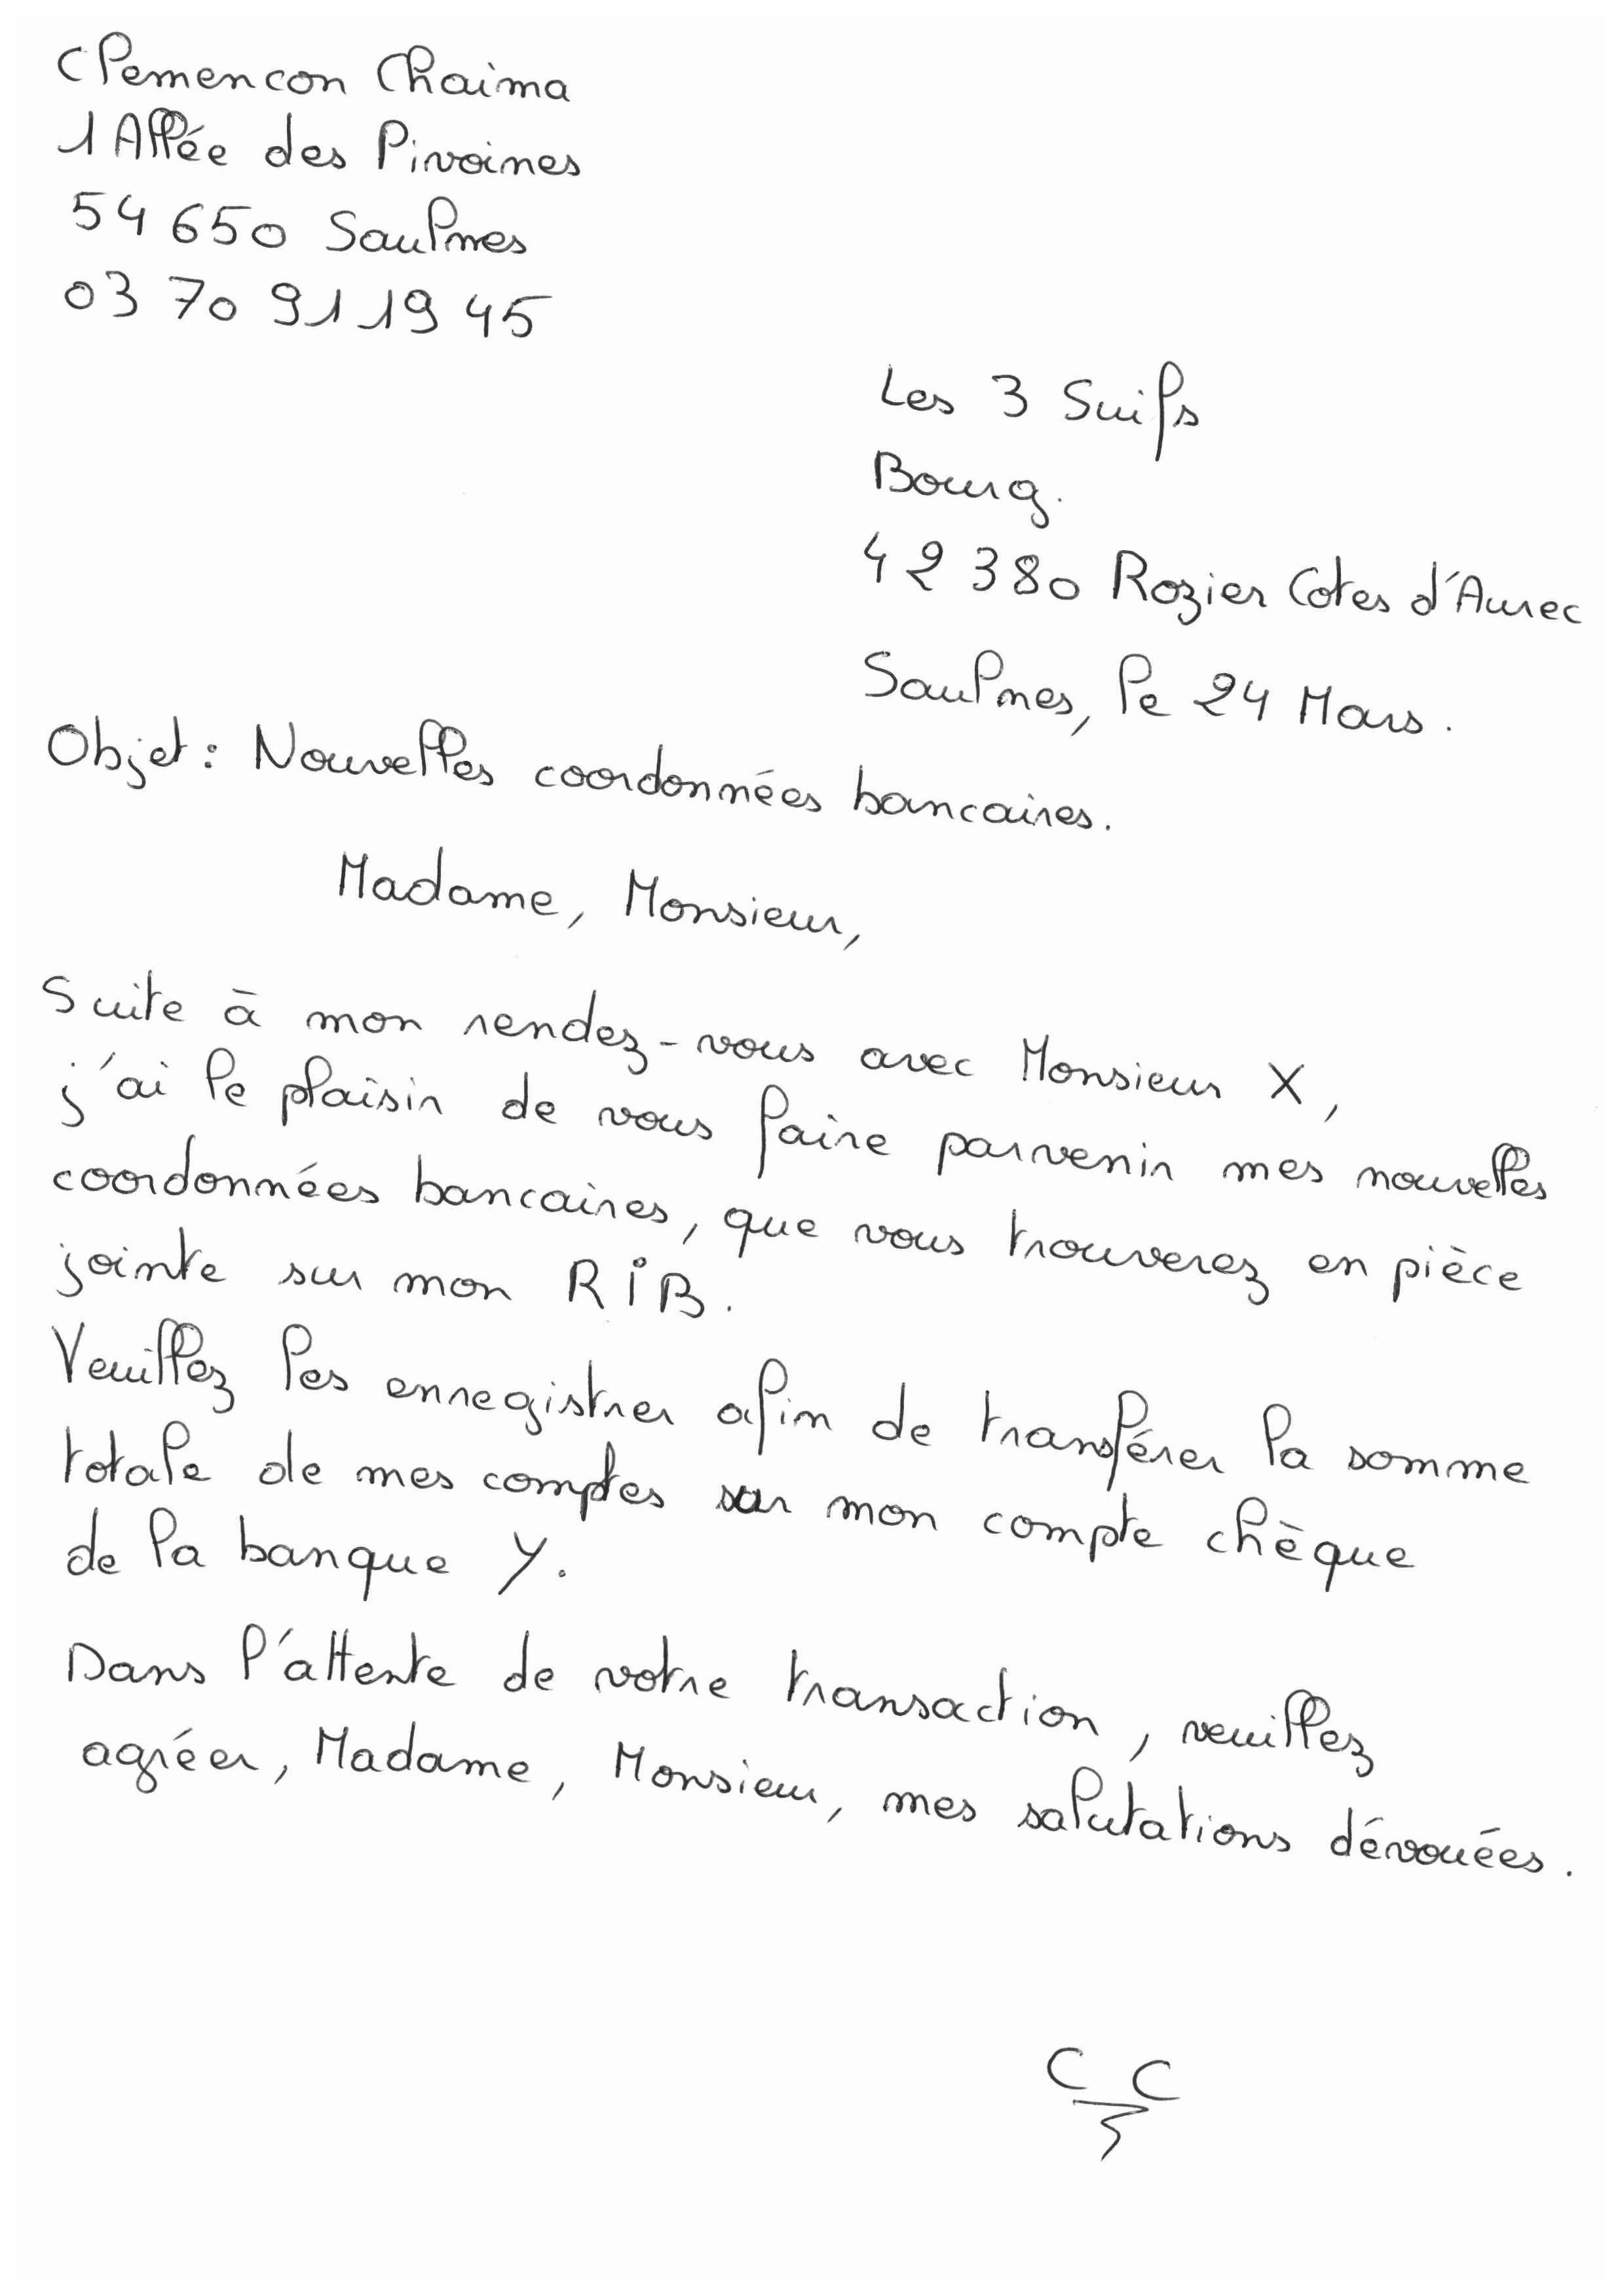 Clemencon Chaima
1 Allée des Pivoines
54 650 Saulnes
03 70 91 19 45
Les 3 Suifs
Bourg.
42 380 Rozier Cotes d'Aurec
Saulnes, le 24 Mars.
Objet : Nouvelles coordonnées bancaires.
Madame, Monsieur,
Suite à mon rendez-vous avec Monsieur X,
j'ai le plaisir de vous faire parvenir mes nouvelles
coordonnées bancaires, que vous trouverez en pièce
jointe sur mon RIB.
Veuillez les enregistrer afin de transférer la somme
totale de mes comptes sur mon compte chèque
de la banque Y.
Dans l'attente de votre transaction, veuillez
agréer, Madame, Monsieur, mes salutations dévouées.
C C